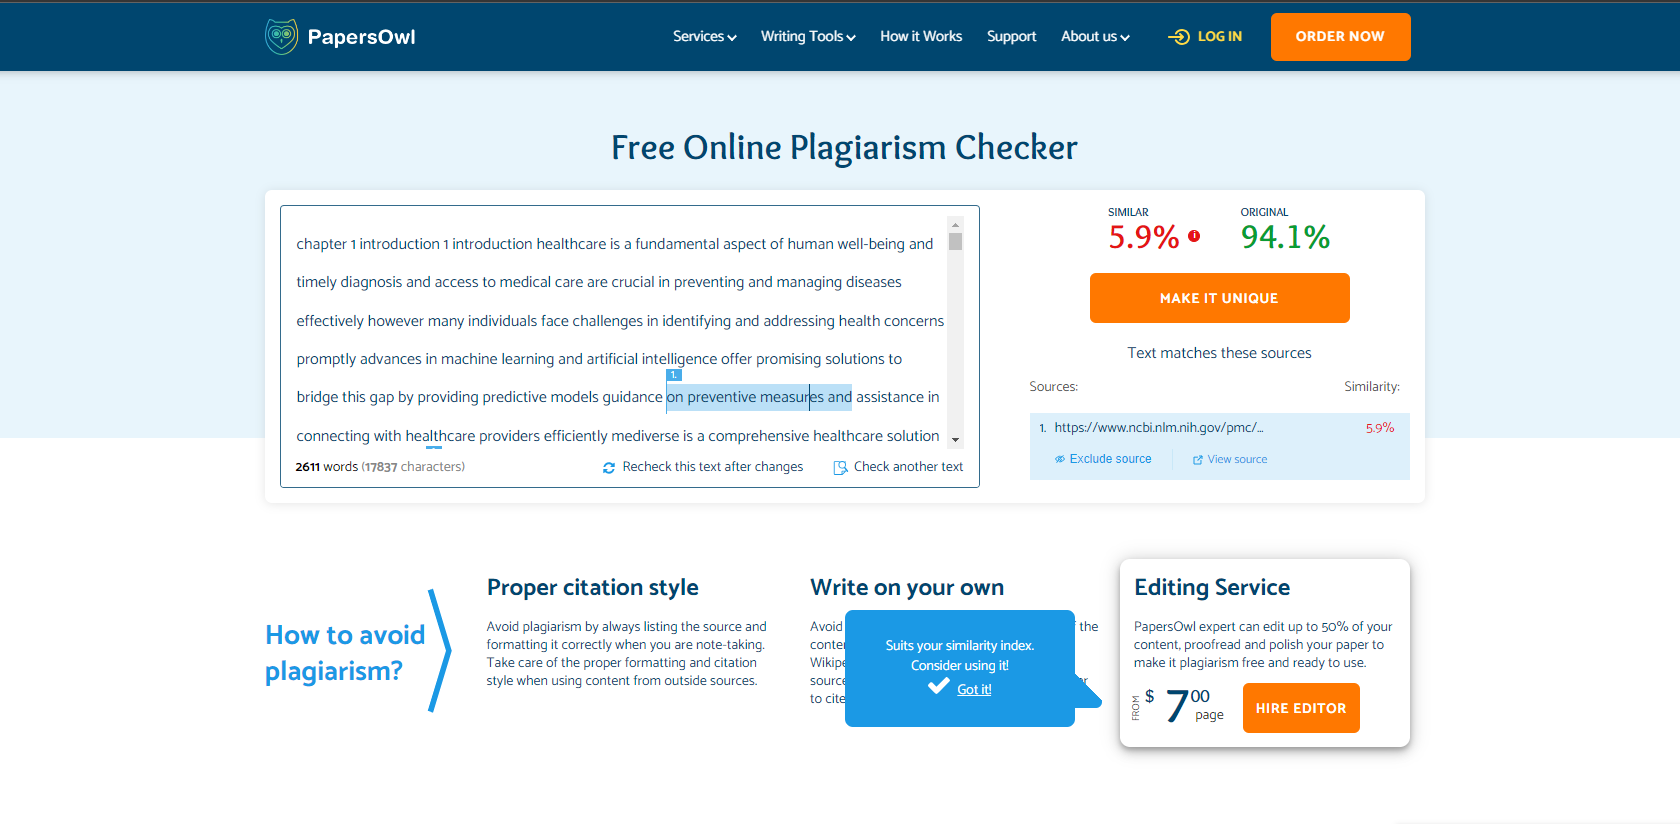 PapersOwl
Services
Writing Tools
How it Works
Support
About us
LOG IN
ORDER NOW
Free Online Plagiarism Checker
chapter 1 introduction 1 introduction healthcare is a fundamental aspect of human well-being and
timely diagnosis and access to medical care are crucial in preventing and managing diseases
effectively however many individuals face challenges in identifying and addressing health concerns
promptly advances in machine learning and artificial intelligence offer promising solutions to
1.
bridge this gap by providing predictive models guidance on preventive measures and assistance in
connecting with healthcare providers efficiently mediverse is a comprehensive healthcare solution
2611 words (17837 characters)
Recheck this text after changes
Check another text
SIMILAR
5.9%
ORIGINAL
94.1%
MAKE IT UNIQUE
Text matches these sources
Sources:
Similarity:
1. https://www.ncbi.nlm.nih.gov/pmc/...
5.9%
Exclude source
View source
How to avoid
plagiarism?
Proper citation style
Avoid plagiarism by always listing the source and
formatting it correctly when you are note-taking.
Take care of the proper formatting and citation
style when using content from outside sources.
Write on your own
Avoid
the
to cite
Suits your similarity index.
Consider using it!
Got it!
Editing Service
PapersOwl expert can edit up to 50% of your
content, proofread and polish your paper to
make it plagiarism free and ready to use.
FROM
$ 7 00
page
HIRE EDITOR